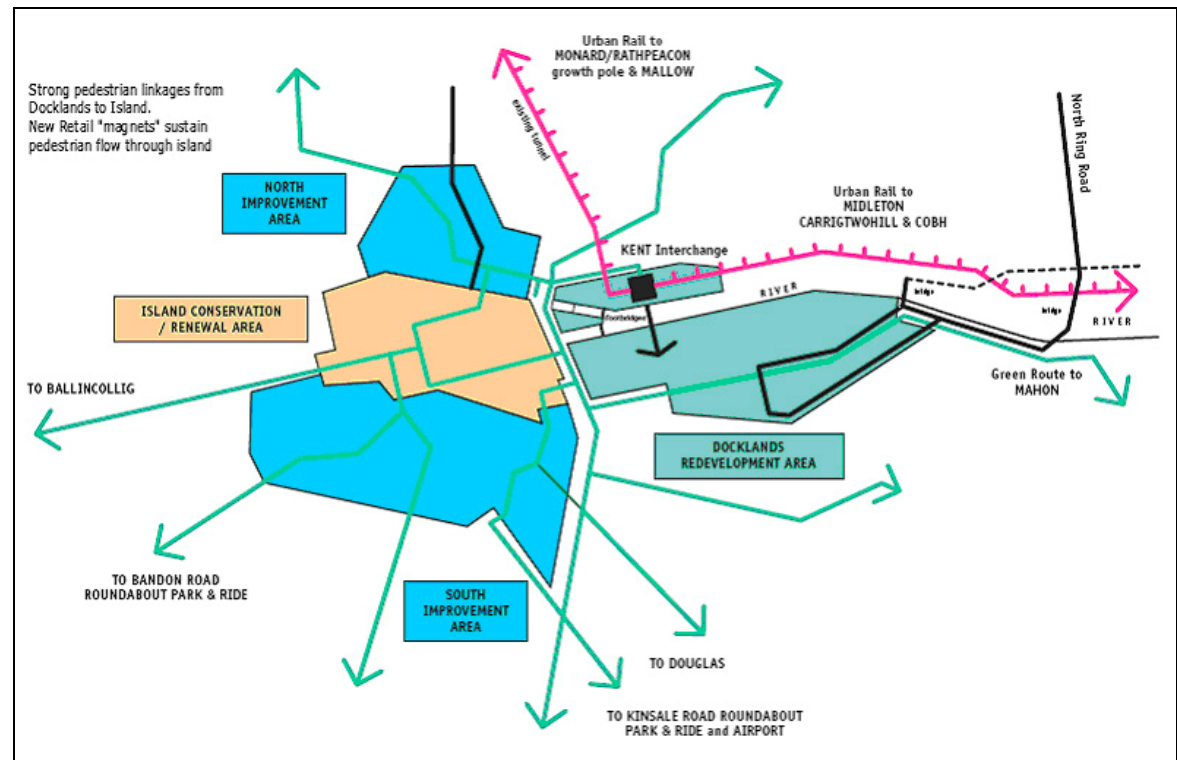 Urban Rail to
MONARD/RATHPEACON
growth pole & MALLOW
Strong pedestrian linkages from
Docklands to Island.
New Retail "magnets" sustain
pedestrian flow through island
existing tunnel
North Ring Road
NORTH
IMPROVEMENT
AREA
Urban Rail to
MIDLETON
CARRIGTWOHILL & COBH
KENT Interchange
RIVER
bridge
bridge
RIVER
ISLAND CONSERVATION
/ RENEWAL AREA
footbridges
TO BALLINCOLLIG
Green Route to
MAHON
DOCKLANDS
REDEVELOPMENT AREA
TO BANDON ROAD
ROUNDABOUT PARK & RIDE
SOUTH
IMPROVEMENT
AREA
TO DOUGLAS
TO KINSALE ROAD ROUNDABOUT
PARK & RIDE and AIRPORT